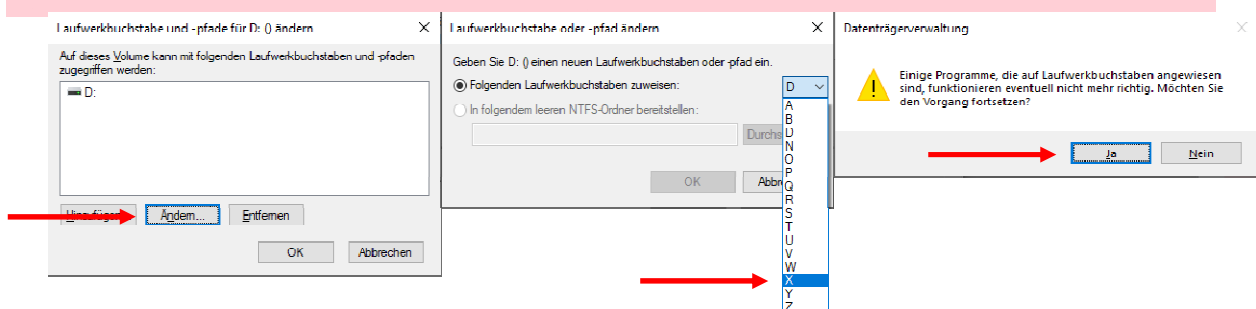 Laufwerkbuchstabe und -pfade für D: () ändern
Auf dieses Volume kann mit folgenden Laufwerkbuchstaben und -pfaden
zugegriffen werden:
D:
Hinzufügen...
Ändern...
Entfernen
OK
Abbrechen
Laufwerkbuchstabe oder -pfad ändern
Geben Sie D: () einen neuen Laufwerkbuchstaben oder -pfad ein.
Folgenden Laufwerkbuchstaben zuweisen:
D
In folgendem leeren NTFS-Ordner bereitstellen:
Durchs
OK
Abbr
A
B
D
N
O
P
Q
R
S
T
U
V
W
X
Y
Z
Datenträgerverwaltung
Einige Programme, die auf Laufwerkbuchstaben angewiesen
sind, funktionieren eventuell nicht mehr richtig. Möchten Sie
den Vorgang fortsetzen?
Ja
Nein